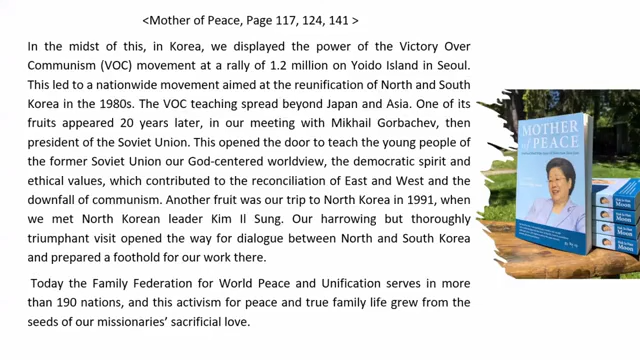 <Mother of Peace, Page 117, 124, 141 >
In the midst of this, in Korea, we displayed the power of the Victory Over
Communism (VOC) movement at a rally of 1.2 million on Yoido Island in Seoul.
This led to a nationwide movement aimed at the reunification of North and South
Korea in the 1980s. The VOC teaching spread beyond Japan and Asia. One of its
fruits appeared 20 years later, in our meeting with Mikhail Gorbachev, then
president of the Soviet Union. This opened the door to teach the young people of
the former Soviet Union our God-centered worldview, the democratic spirit and
ethical values, which contributed to the reconciliation of East and West and the
downfall of communism. Another fruit was our trip to North Korea in 1991, when
we met North Korean leader Kim Il Sung. Our harrowing but thoroughly
triumphant visit opened the way for dialogue between North and South Korea
and prepared a foothold for our work there.
Today the Family Federation for World Peace and Unification serves in more
than 190 nations, and this activism for peace and true family life grew from the
seeds of our missionaries' sacrificial love.
MOTHER
of PEACE
Moon
Moon
Moon
Moon